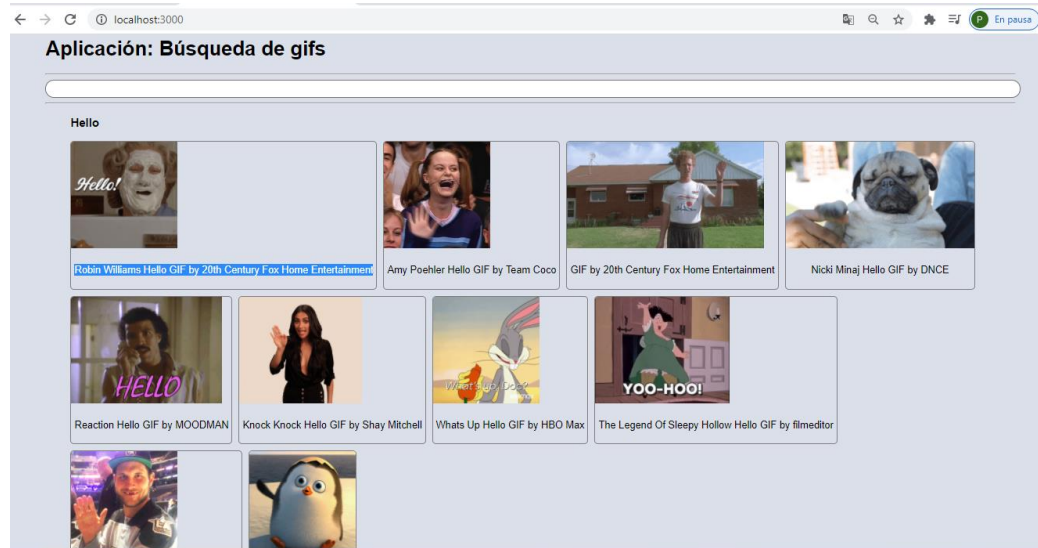 localhost:3000
P
En pausa
Aplicación: Búsqueda de gifs
Hello
Hello!
Robin Williams Hello GIF by 20th Century Fox Home Entertainment
Amy Poehler Hello GIF by Team Coco
GIF by 20th Century Fox Home Entertainment
Nicki Minaj Hello GIF by DNCE
HELLO
What's up, Doc?
YOO-HOO!
Reaction Hello GIF by MOODMAN
Knock Knock Hello GIF by Shay Mitchell
Whats Up Hello GIF by HBO Max
The Legend Of Sleepy Hollow Hello GIF by filmeditor